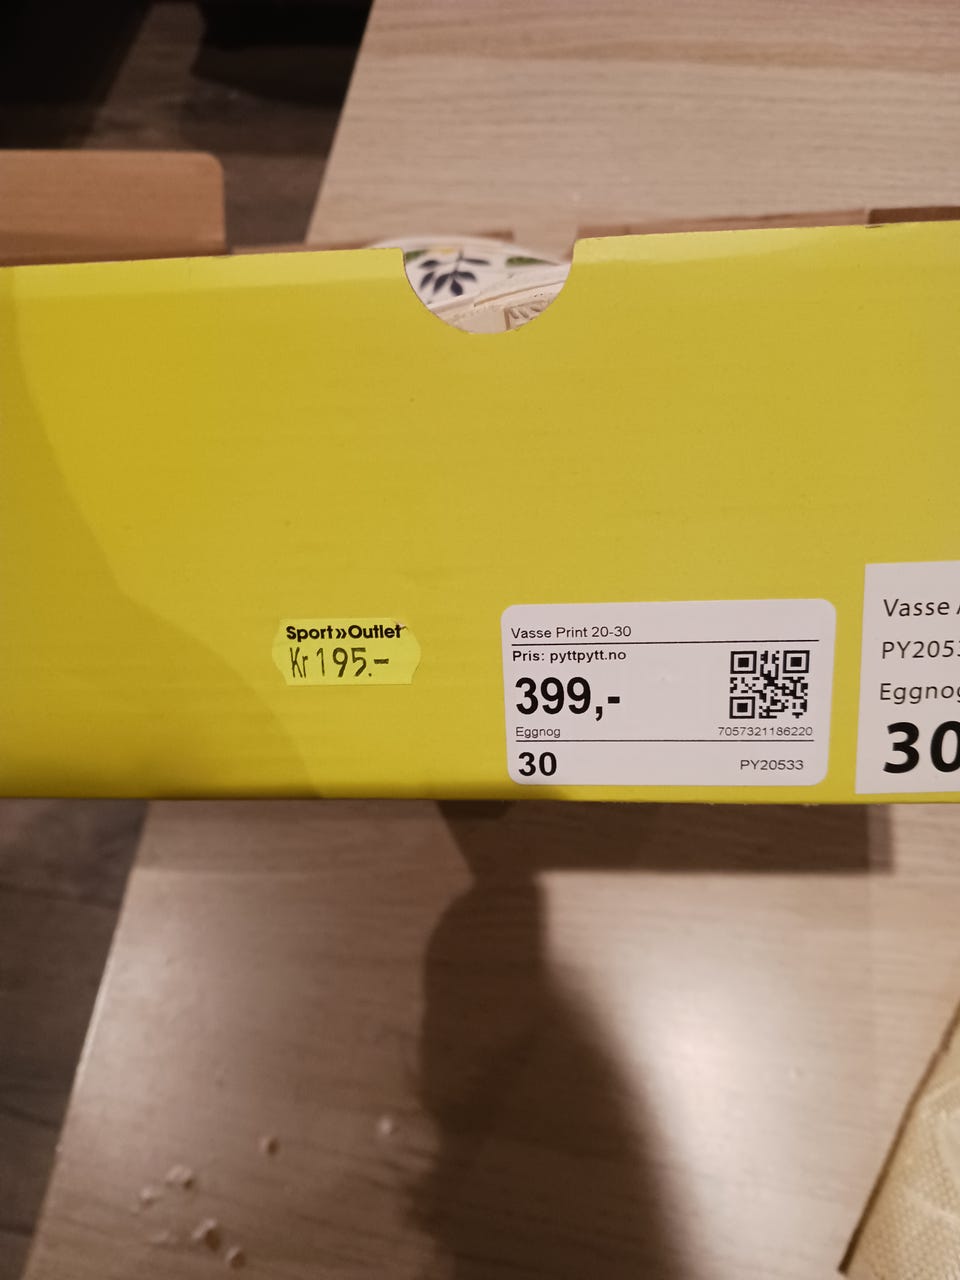 Sport»Outlet
Kr 195.-
Vasse Print 20-30
Pris: pyttpytt.no
399,-
Eggnog
7057321186220
30
PY20533
Vasse
PY2053
Eggnog
30